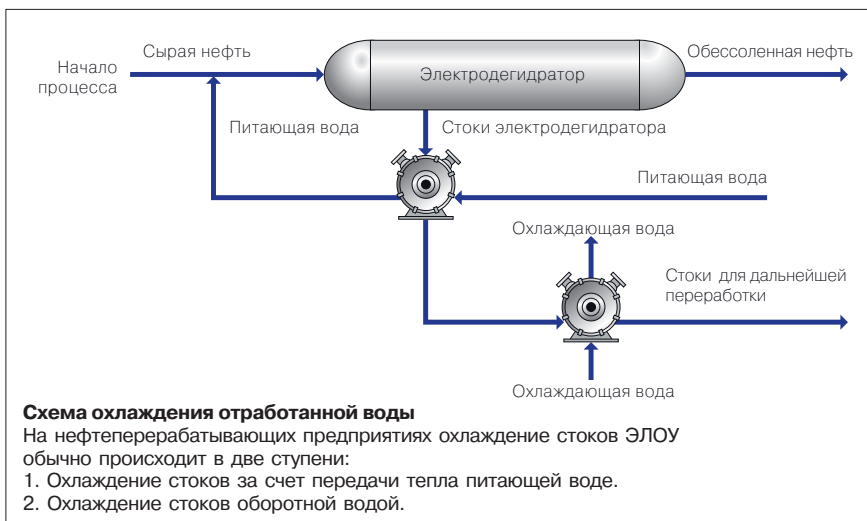 Сырая нефть
Обессоленная нефть
Начало
процесса
Электродегидратор
Питающая вода
Стоки электродегидратора
Питающая вода
Охлаждающая вода
Стоки для дальнейшей
переработки
Охлаждающая вода
Схема охлаждения отработанной воды
На нефтеперерабатывающих предприятиях охлаждение стоков ЭЛОУ
обычно происходит в две ступени:
1. Охлаждение стоков за счет передачи тепла питающей воде.
2. Охлаждение стоков оборотной водой.